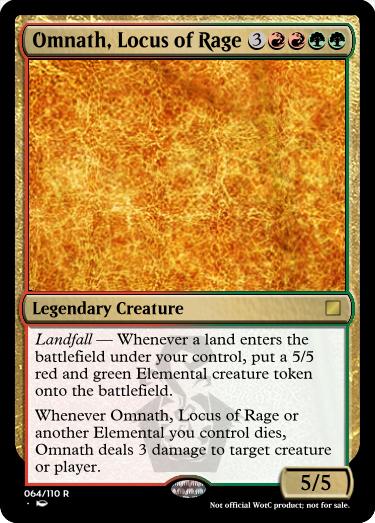 Omnath, Locus of Rage 3
Legendary Creature
Landfall — Whenever a land enters the
battlefield under your control, put a 5/5
red and green Elemental creature token
onto the battlefield.
Whenever Omnath, Locus of Rage or
another Elemental you control dies,
Omnath deals 3 damage to target creature
or player.
5/5
064/110 R
Not official WotC product; not for sale.